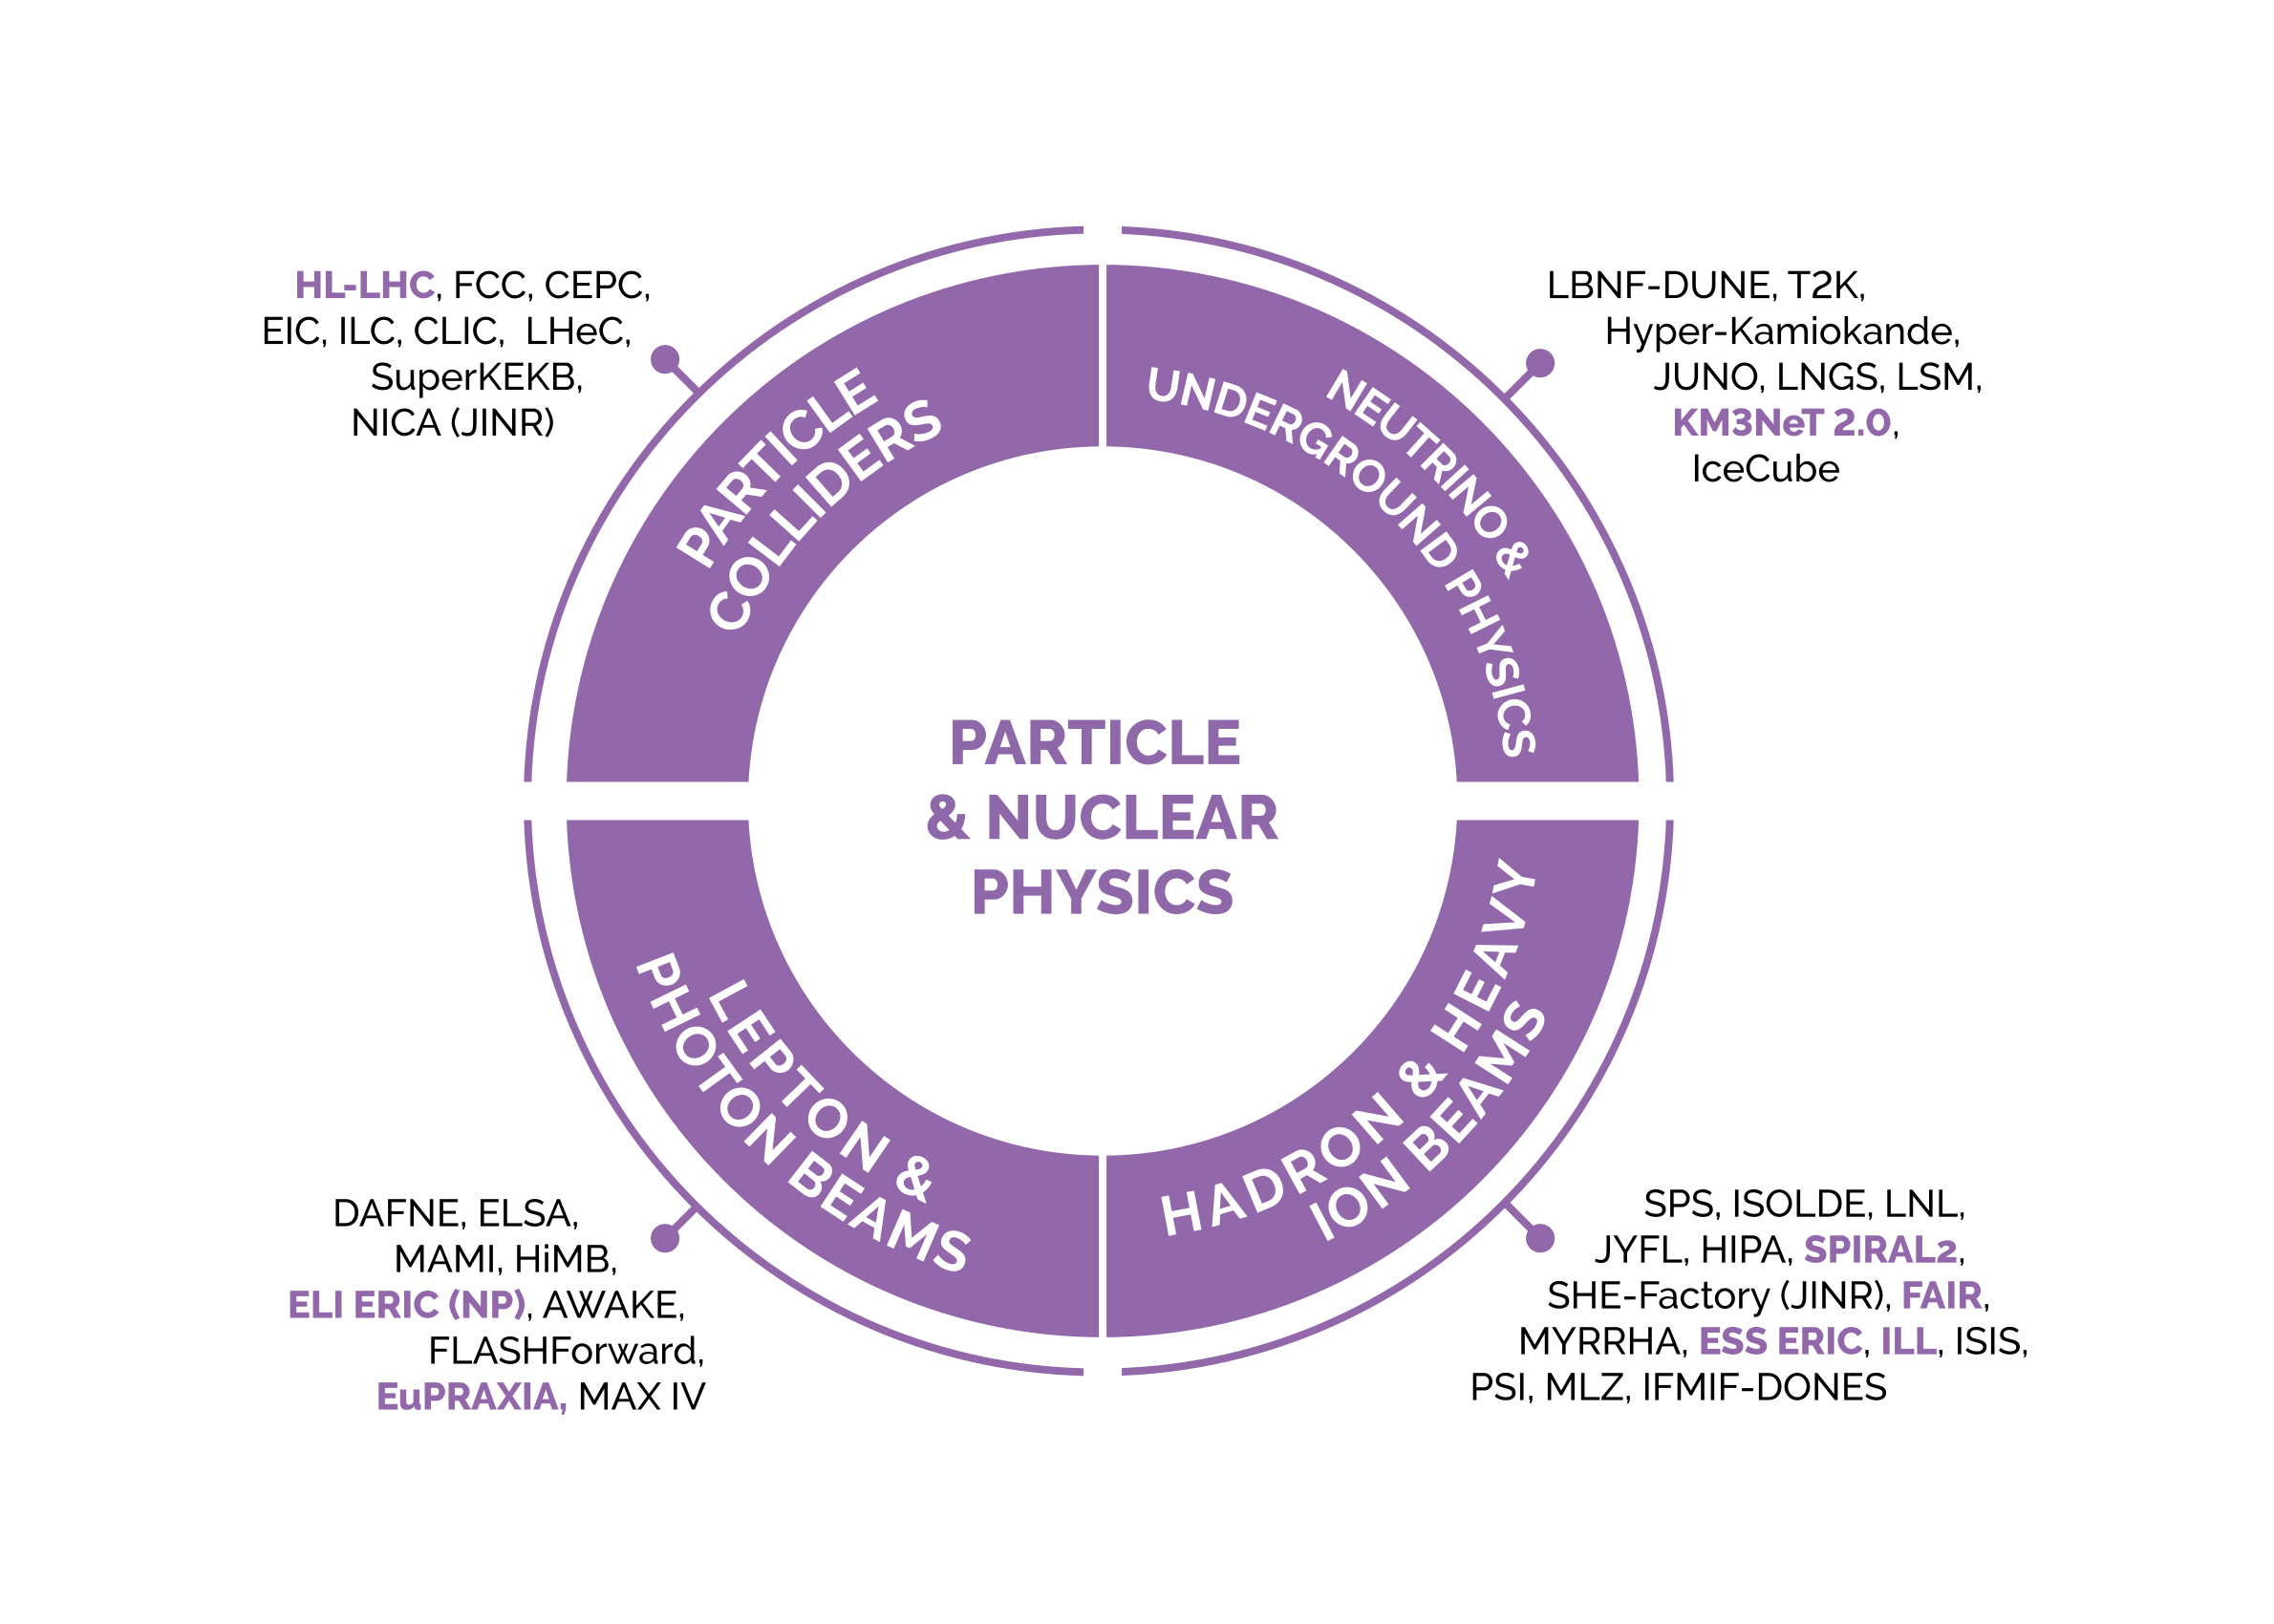 HL-LHC, FCC, CEPC,
EIC, ILC, CLIC, LHeC,
SuperKEKB,
NICA (JINR)
LBNF-DUNE, T2K,
Hyper-Kamiokande,
JUNO, LNGS, LSM,
KM3NeT 2.0,
IceCube
PARTICLE
COLLIDERS
NEUTRINO &
UNDERGROUND PHYSICS
PARTICLE
& NUCLEAR
PHYSICS
LEPTON &
PHOTON BEAMS
HADRON & HEAVY
ION BEAMS
DAFNE, ELSA,
MAMI, HiMB,
ELI ERIC (NP), AWAKE,
FLASHForward,
EuPRAXIA, MAX IV
SPS, ISOLDE, LNL,
JYFL, HIPA, SPIRAL2,
SHE-Factory (JINR), FAIR,
MYRRHA, ESS ERIC, ILL, ISIS,
PSI, MLZ, IFMIF-DONES